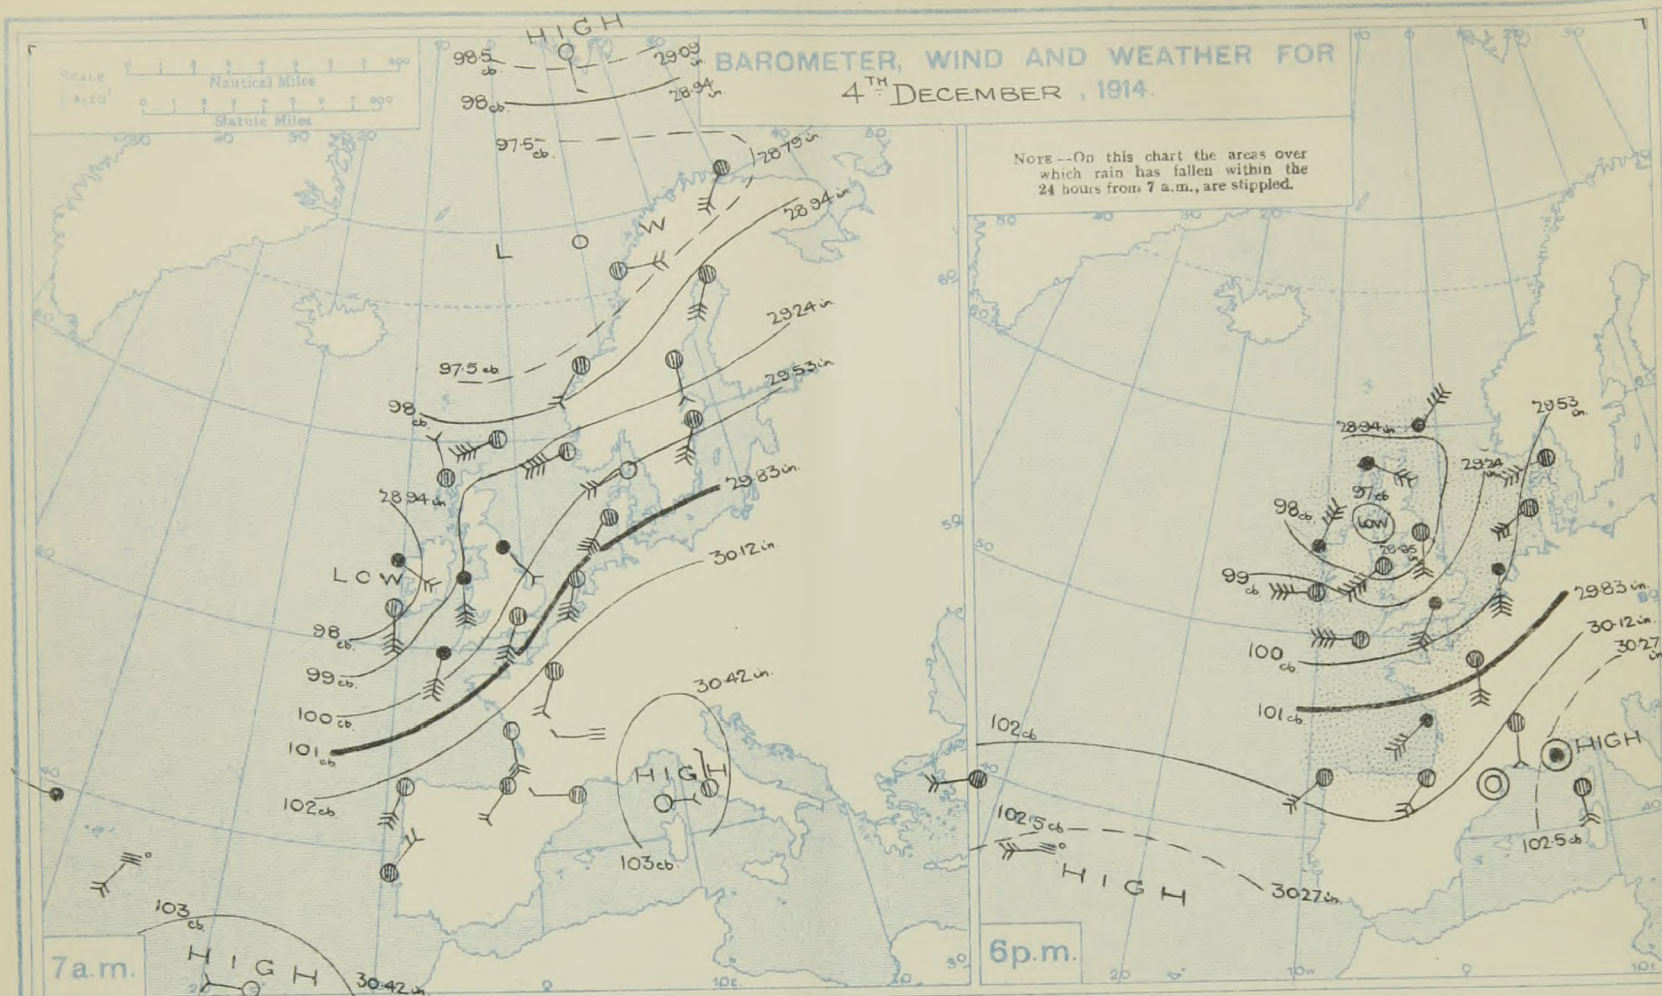 BAROMETER, WIND AND WEATHER FOR
4TH DECEMBER, 1914.
SCALE
Nautical Miles
Statute Miles
NOTE.—On this chart the areas over
which rain has fallen within the
24 hours from 7 a.m., are stippled.
HIGH
98.5 cb.
29.09 in.
98 cb.
28.94 in.
97.5 cb.
28.79 in.
28.94 in.
L
W
29.24 in.
97.5 cb.
29.53 in.
98 cb.
28.94 in.
29.83 in.
30.12 in.
LOW
98 cb.
99 cb.
30.42 in.
100 cb.
101 cb.
HIGH
102 cb.
103 cb.
103 cb.
HIGH
30.42 in.
7 a.m.
28.94 in.
29.53 in.
29.24 in.
97 cb
98 cb.
LOW
99 cb.
29.83 in.
30.12 in.
100 cb.
30.27 in.
101 cb.
102 cb
HIGH
102.5 cb
102.5 cb.
HIGH
30.27 in.
6 p.m.